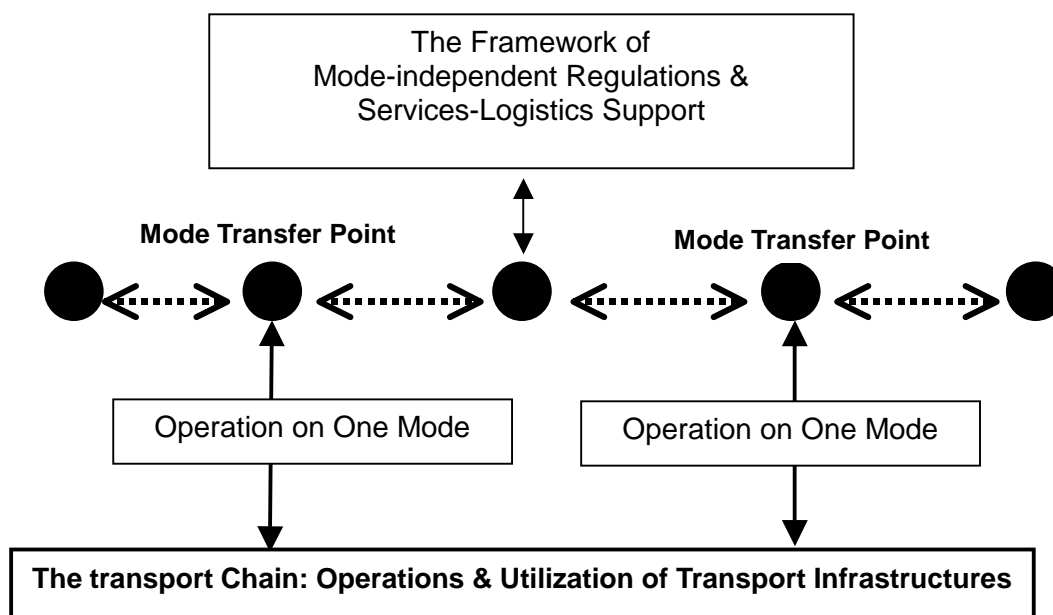 The Framework of
Mode-independent Regulations &
Services-Logistics Support
Mode Transfer Point
Mode Transfer Point
Operation on One Mode
Operation on One Mode
The transport Chain: Operations & Utilization of Transport Infrastructures